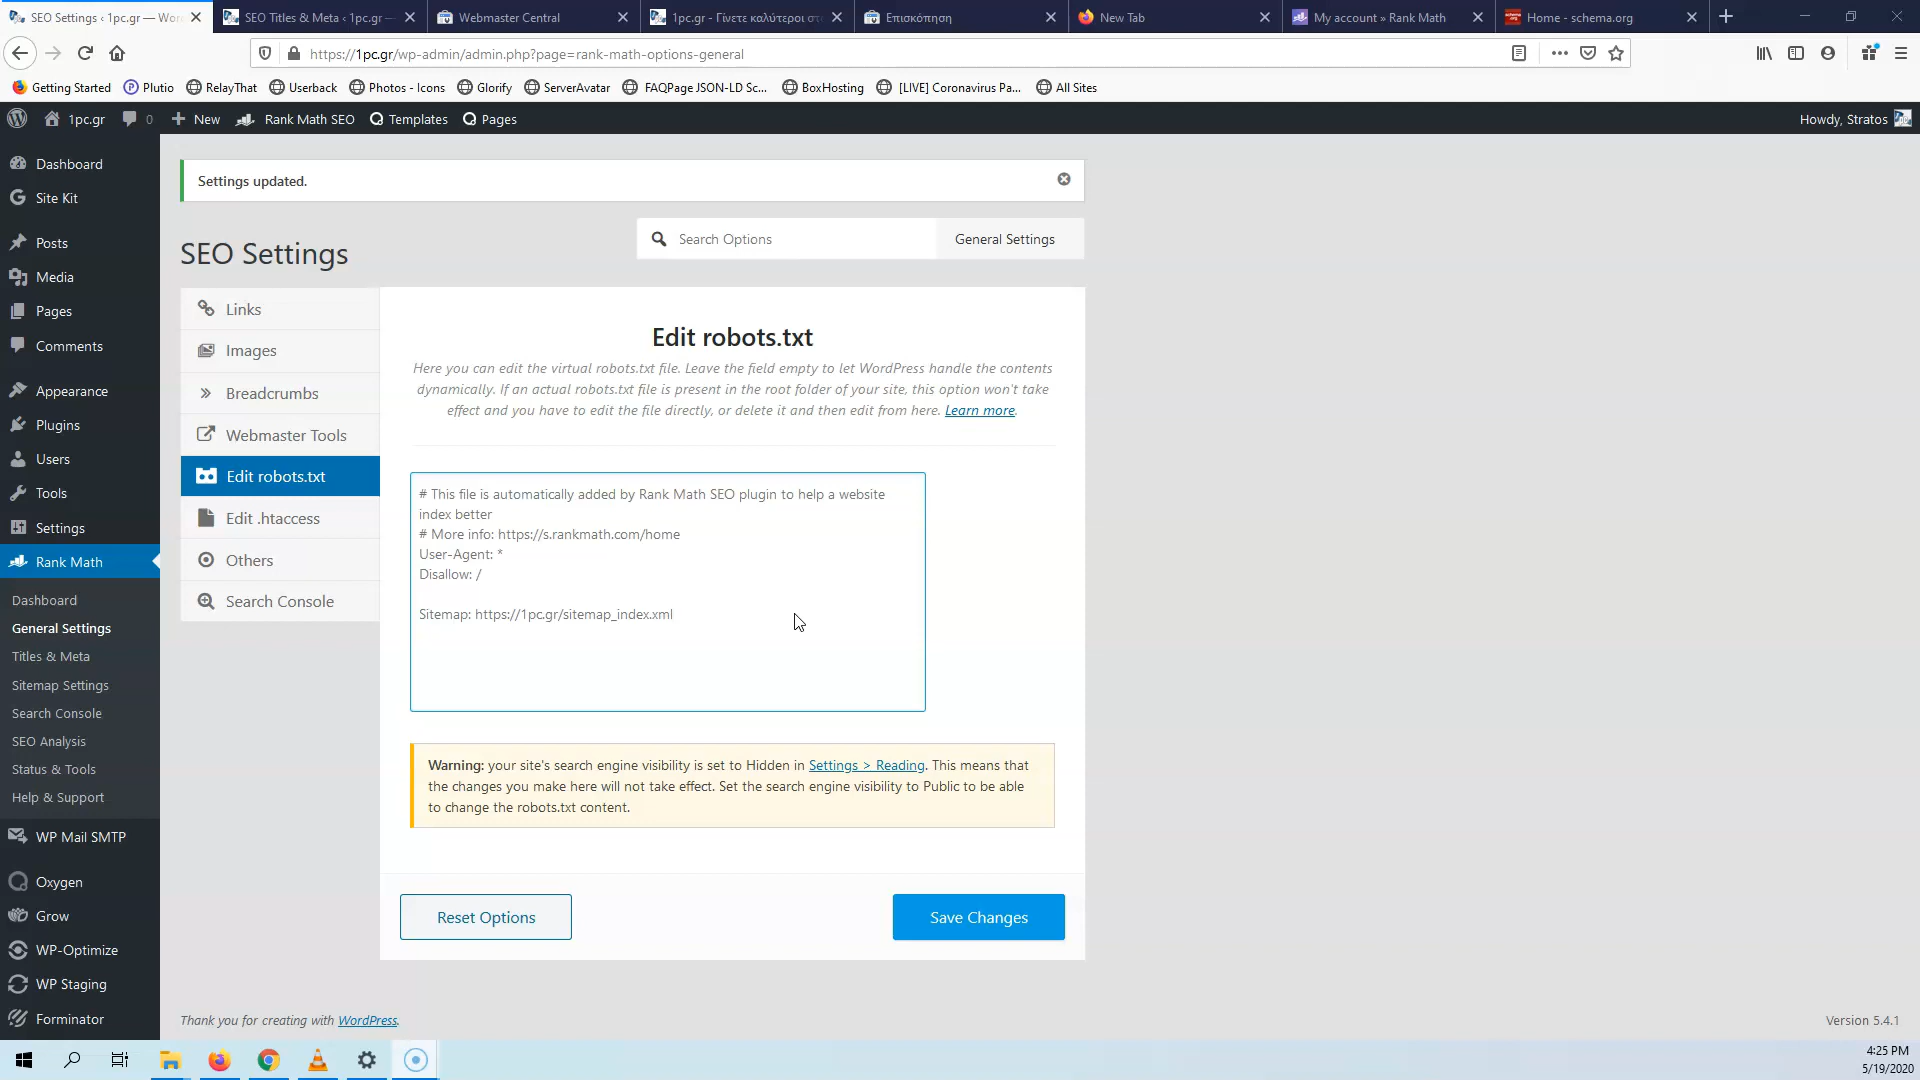 SEO Settings ‹ 1pc.gr — Wor
SEO Titles & Meta ‹ 1pc.gr —
Webmaster Central
1pc.gr - Γίνετε καλύτεροι στ
Επισκόπηση
New Tab
My account » Rank Math
Home - schema.org
https://1pc.gr/wp-admin/admin.php?page=rank-math-options-general
Getting Started
Plutio
RelayThat
Userback
Photos - Icons
Glorify
ServerAvatar
FAQPage JSON-LD Sc...
BoxHosting
[LIVE] Coronavirus Pa...
All Sites
1pc.gr
0
New
Rank Math SEO
Templates
Pages
Howdy, Stratos
Dashboard
Site Kit
Posts
Media
Pages
Comments
Appearance
Plugins
Users
Tools
Settings
Rank Math
Dashboard
General Settings
Titles & Meta
Sitemap Settings
Search Console
SEO Analysis
Status & Tools
Help & Support
WP Mail SMTP
Oxygen
Grow
WP-Optimize
WP Staging
Forminator
Settings updated.
SEO Settings
Search Options
General Settings
Links
Images
Breadcrumbs
Webmaster Tools
Edit robots.txt
Edit .htaccess
Others
Search Console
Edit robots.txt
Here you can edit the virtual robots.txt file. Leave the field empty to let WordPress handle the contents
dynamically. If an actual robots.txt file is present in the root folder of your site, this option won't take
effect and you have to edit the file directly, or delete it and then edit from here. Learn more.
# This file is automatically added by Rank Math SEO plugin to help a website
index better
# More info: https://s.rankmath.com/home
User-Agent: *
Disallow: /
Sitemap: https://1pc.gr/sitemap_index.xml
Warning: your site's search engine visibility is set to Hidden in Settings > Reading. This means that
the changes you make here will not take effect. Set the search engine visibility to Public to be able
to change the robots.txt content.
Reset Options
Save Changes
Thank you for creating with WordPress.
Version 5.4.1
4:25 PM
5/19/2020